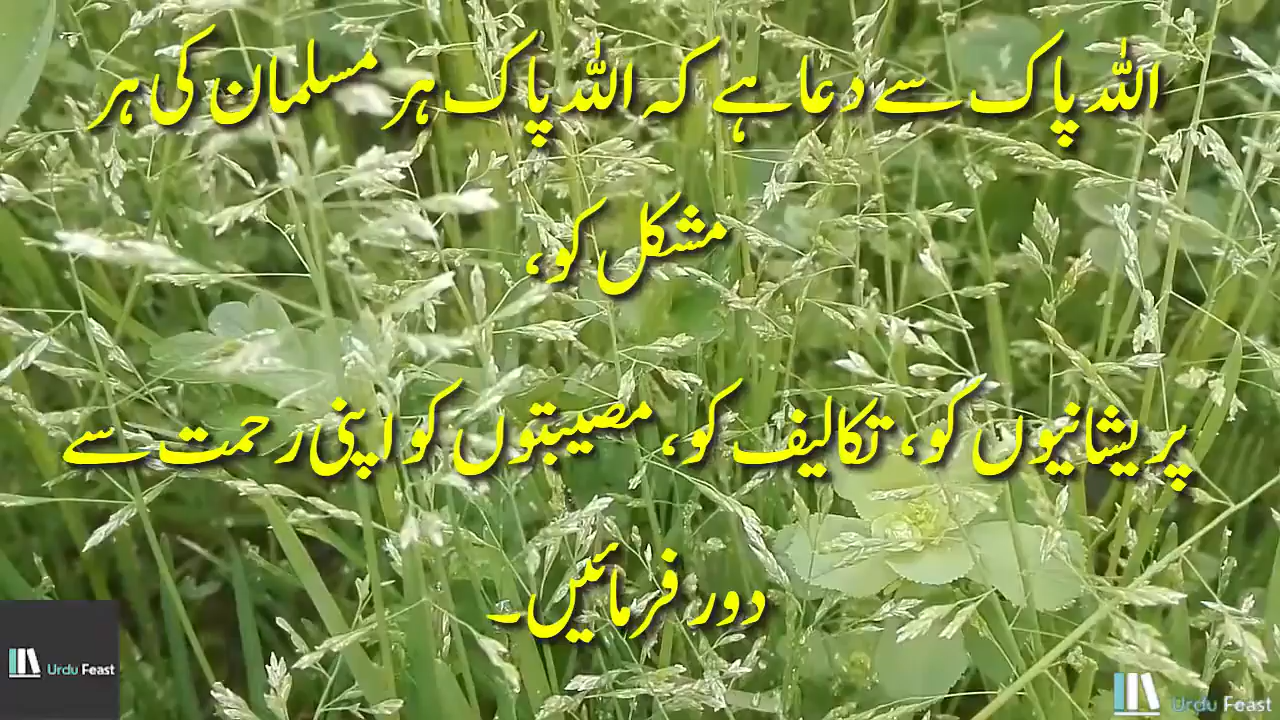 اللہ پاک سے دعا ہے کہ اللہ پاک ہر مسلمان کی ہر
مشکل کو،
پریشانیوں کو، تکالیف کو، مصیبتوں کو اپنی رحمت سے
دور فرمائیں۔
Urdu Feast
Urdu Feast